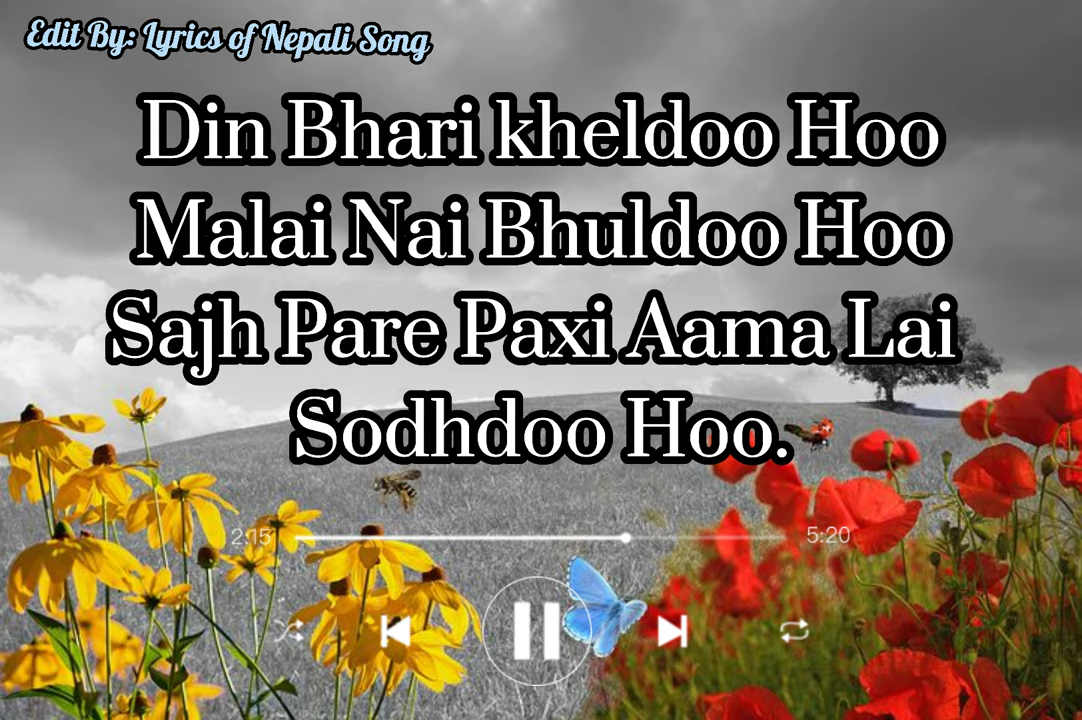 Edit By: Lyrics of Nepali Song
Din Bhari kheldoo Hoo
Malai Nai Bhuldoo Hoo
Sajh Pare Paxi Aama Lai
Sodhdoo Hoo.
2:15 5:20